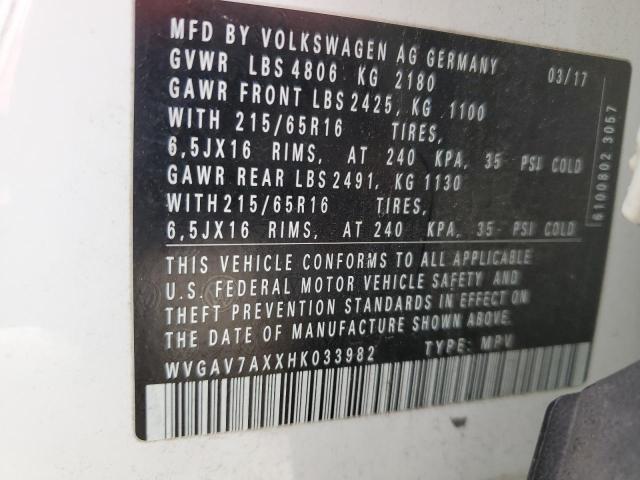 MFD BY VOLKSWAGEN AG GERMANY
GVWR LBS 4806 KG 2180 03/17
GAWR FRONT LBS 2425, KG 1100
WITH 215/65R16 TIRES,
6,5JX16 RIMS, AT 240 KPA, 35 PSI COLD
GAWR REAR LBS 2491, KG 1130
WITH 215/65R16 TIRES,
6,5JX16 RIMS, AT 240 KPA, 35 PSI COLD
THIS VEHICLE CONFORMS TO ALL APPLICABLE
U.S. FEDERAL MOTOR VEHICLE SAFETY AND
THEFT PREVENTION STANDARDS IN EFFECT ON
THE DATE OF MANUFACTURE SHOWN ABOVE.
WVGAV7AXXHK033982 TYPE: MPV
6100802 3057